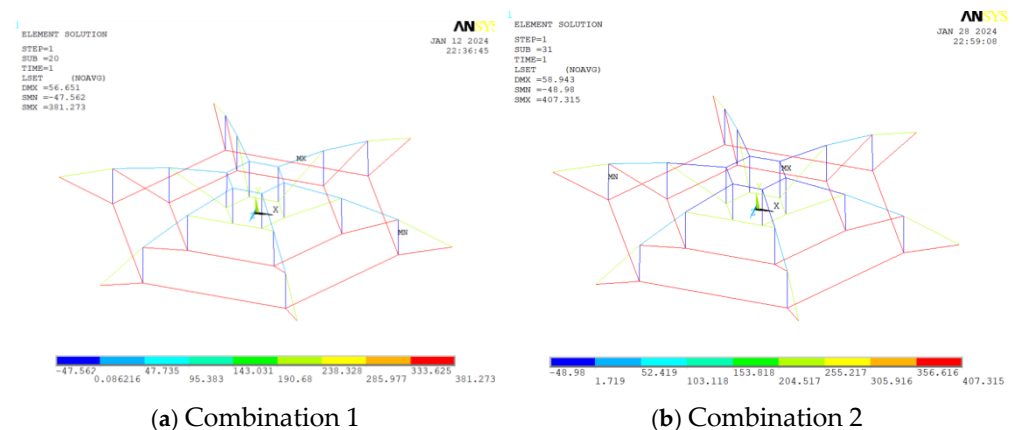 1
ELEMENT SOLUTION
STEP=1
SUB =20
TIME=1
LSET (NOAVG)
DMX =56.651
SMN =-47.562
SMX =381.273
ANSYS
JAN 12 2024
22:36:45
MX
X
MN
-47.562 0.086216 47.735 95.383 143.031 190.68 238.328 285.977 333.625 381.273
(a) Combination 1
1
ELEMENT SOLUTION
STEP=1
SUB =31
TIME=1
LSET (NOAVG)
DMX =58.943
SMN =-48.98
SMX =407.315
ANSYS
JAN 28 2024
22:59:08
MN
MX
X
-48.98 1.719 52.419 103.118 153.818 204.517 255.217 305.916 356.616 407.315
(b) Combination 2